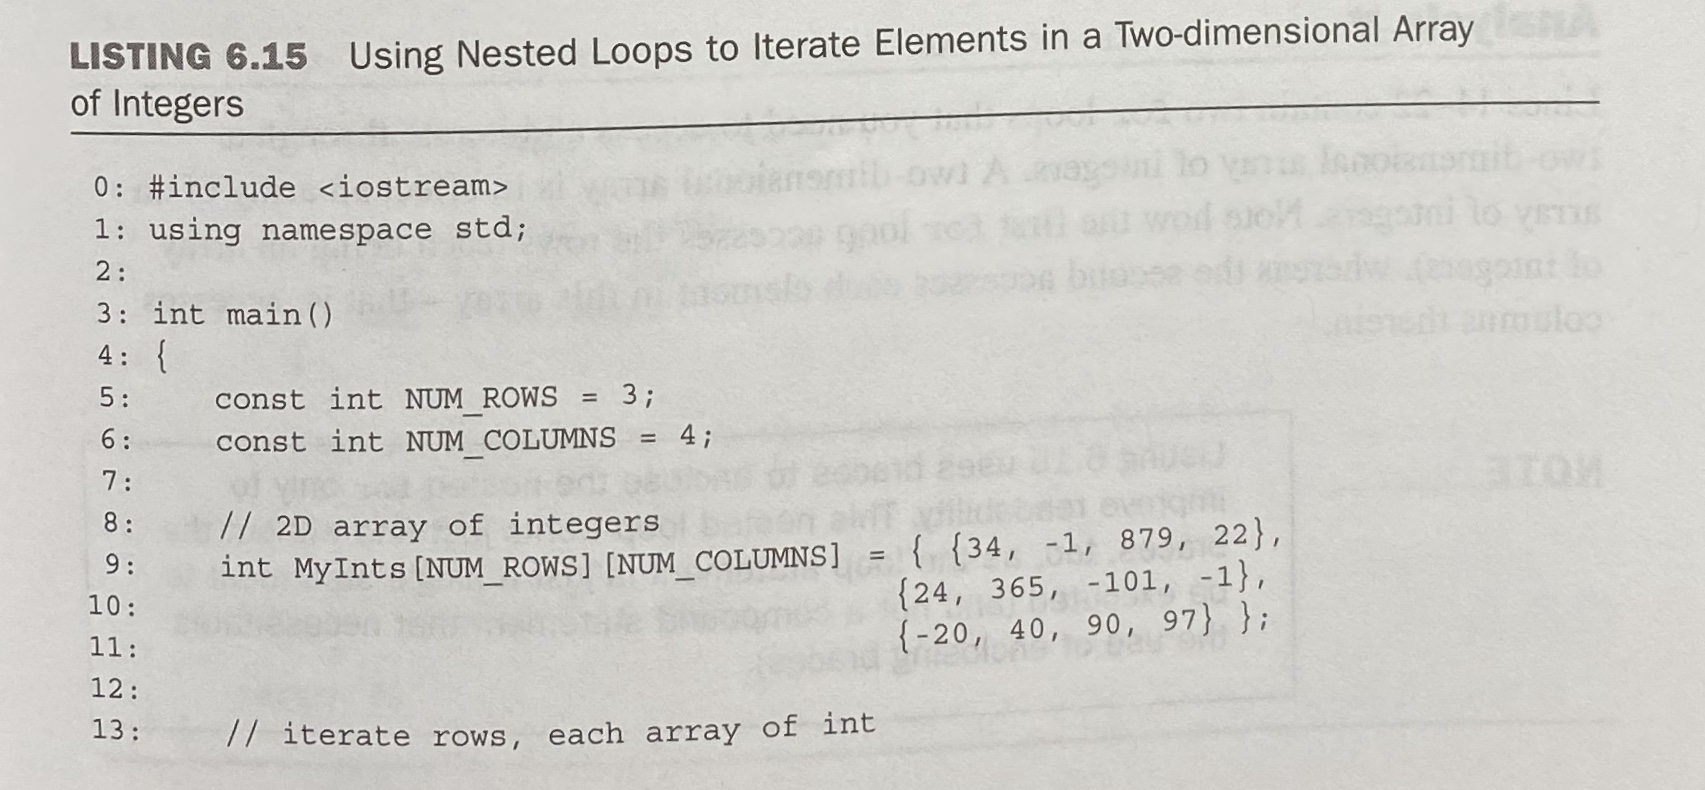 LISTING 6.15 Using Nested Loops to Iterate Elements in a Two-dimensional Array
of Integers
0: #include <iostream>
1: using namespace std;
2:
3: int main()
4: {
5: const int NUM_ROWS = 3;
6: const int NUM_COLUMNS = 4;
7:
8: // 2D array of integers
9: int MyInts[NUM_ROWS][NUM_COLUMNS] = { {34, -1, 879, 22},
10: {24, 365, -101, -1},
11: {-20, 40, 90, 97} };
12:
13: // iterate rows, each array of int